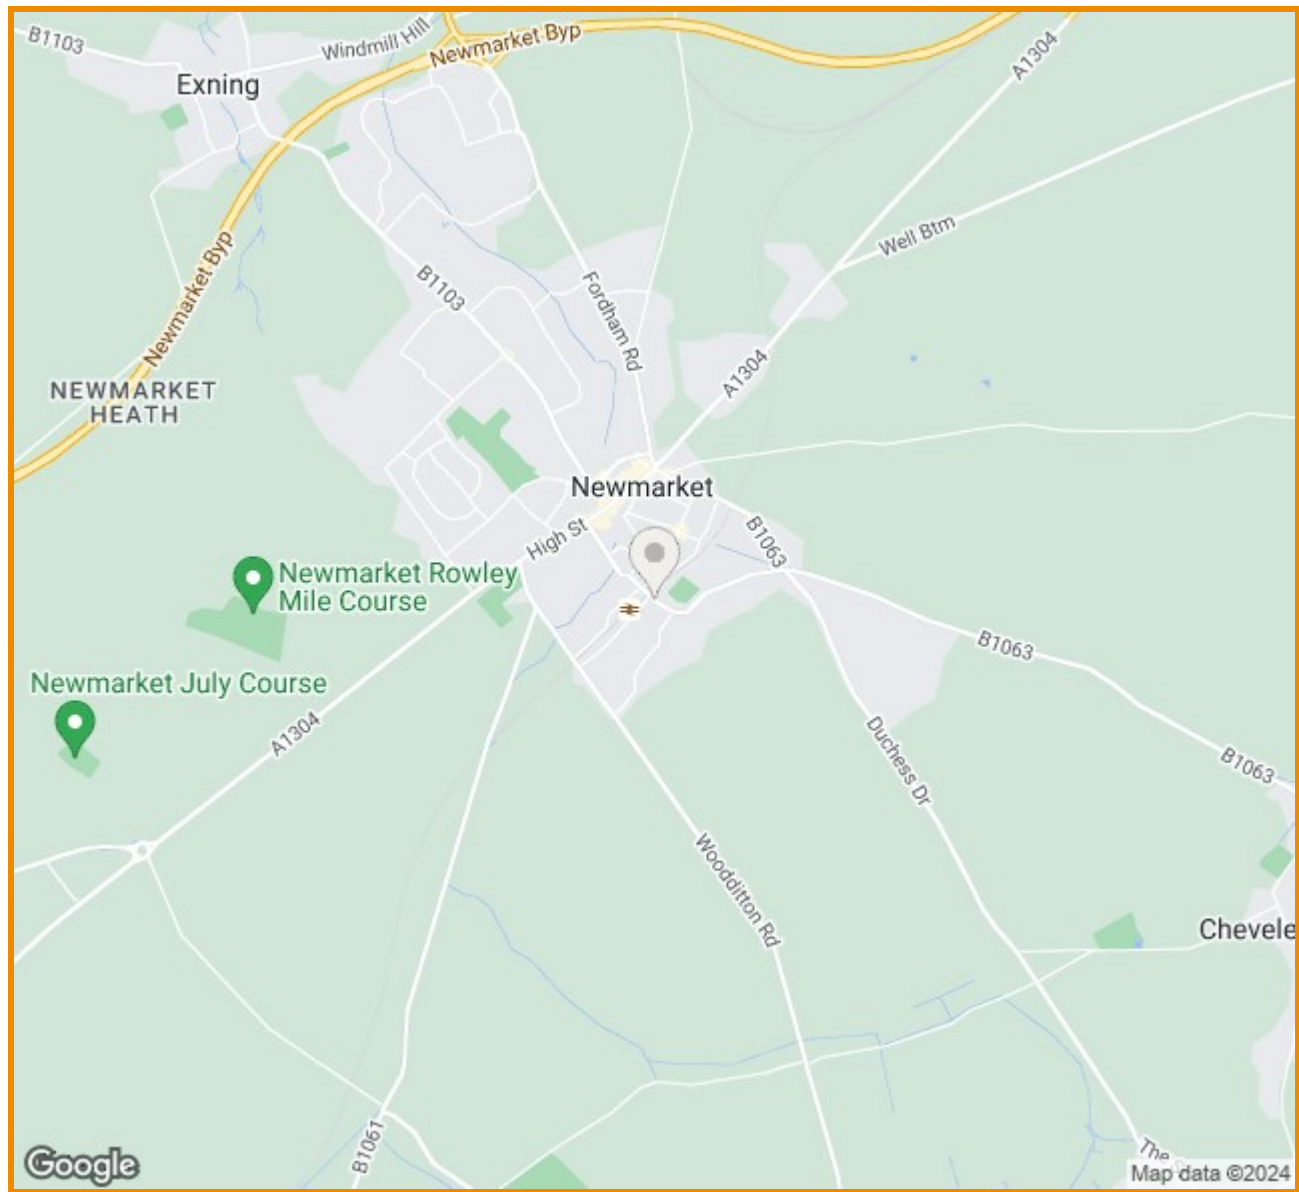 B1103
Windmill Hill
Newmarket Byp
A1304
Exning
Well Btm
Newmarket Byp
B1103
Fordham Rd
A1304
NEWMARKET
HEATH
Newmarket
High St
B1063
Newmarket Rowley
Mile Course
B1063
Newmarket July Course
A1304
Duchess Dr
B1063
Woodditton Rd
Chevele
B1061
The S
Google
Map data ©2024